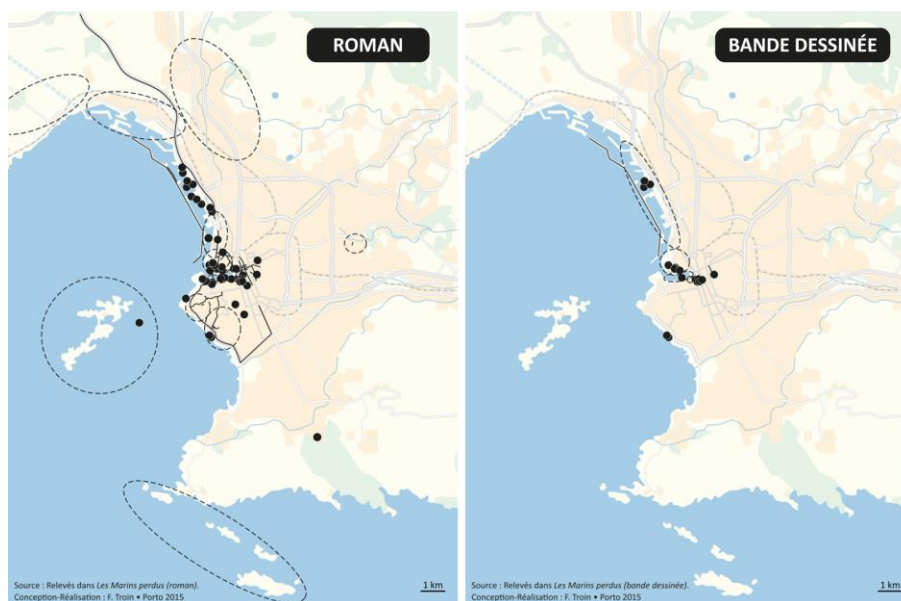 ROMAN
BANDE DESSINÉE
Source : Relevés dans Les Marins perdus (roman).
Conception-Réalisation : F. Troin • Porto 2015
1 km
Source : Relevés dans Les Marins perdus (bande dessinée).
Conception-Réalisation : F. Troin • Porto 2015
1 km